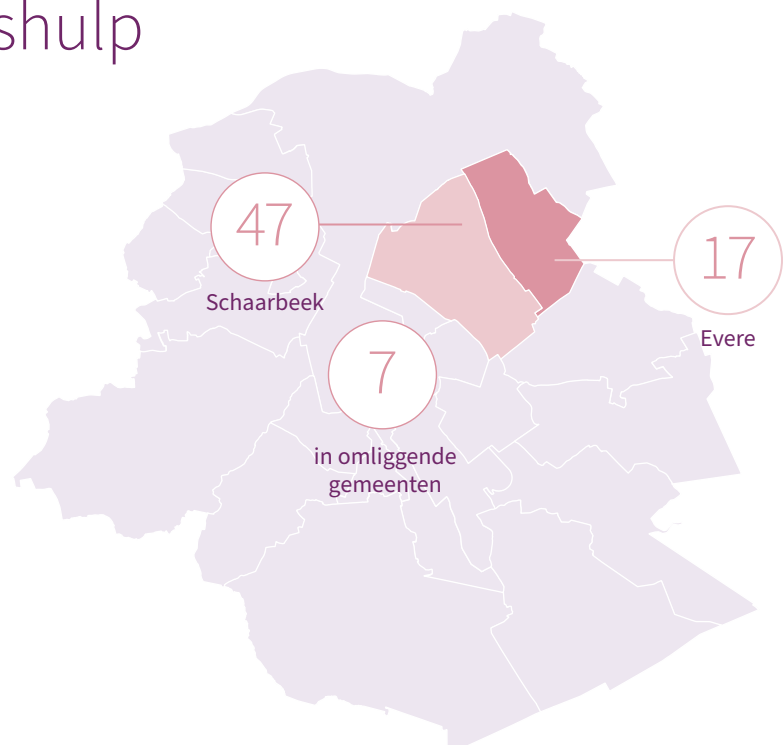 shulp
47
Schaarbeek
17
Evere
7
in omliggende
gemeenten